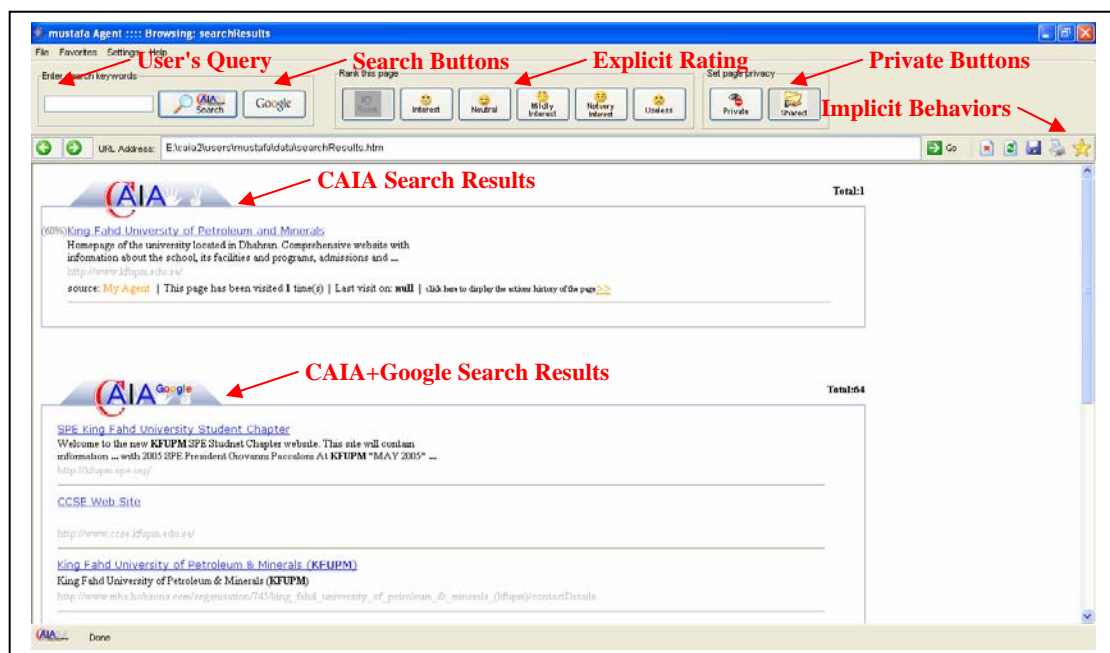 mustafa Agent :::: Browsing: searchResults
File Favorites Settings Help
User's Query Search Buttons Explicit Rating Private Buttons
Enter search keywords Rank this page Set page privacy
CAIA Search Google Interest Neutral Mildly Interest Not very Interest Useless Private Shared
Implicit Behaviors
URL Address: E:\caia2\users\mustafa\data\searchResults.htm Go
CAIA Search Results
CAIA Total:1
(60%)King Fahd University of Petroleum and Minerals
Homepage of the university located in Dhahran. Comprehensive website with
information about the school, its facilities and programs, admissions and ...
http://www.kfupm.edu.sa/
source: My Agent | This page has been visited 1 time(s) | Last visit on: null | click here to display the actions history of the page>>
CAIA+Google Search Results
CAIA Google Total:64
SPE King Fahd University Student Chapter
Welcome to the new KFUPM SPE Studnet Chapter website. This site will contain
information ... with 2005 SPE President Giovanni Paccaloni At KFUPM "MAY 2005" ...
http://kfupm.spe.org/
CCSE Web Site
http://www.ccse.kfupm.edu.sa/
King Fahd University of Petroleum & Minerals (KFUPM)
King Fahd University of Petroleum & Minerals (KFUPM)
CAIA Done